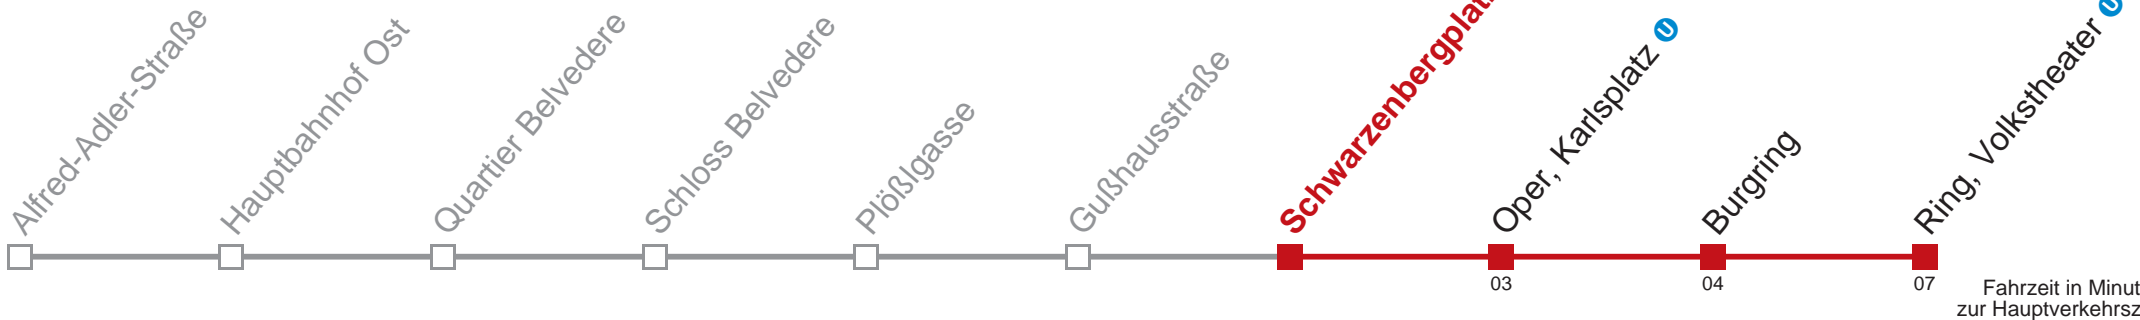 Alfred-Adler-Straße
Hauptbahnhof Ost
Quartier Belvedere
Schloss Belvedere
Plößlgasse
Gußhausstraße
Schwarzenbergplat
Oper, Karlsplatz U
Burgring
Ring, Volkstheater U
03
04
07
Fahrzeit in Minut
zur Hauptverkehrsz